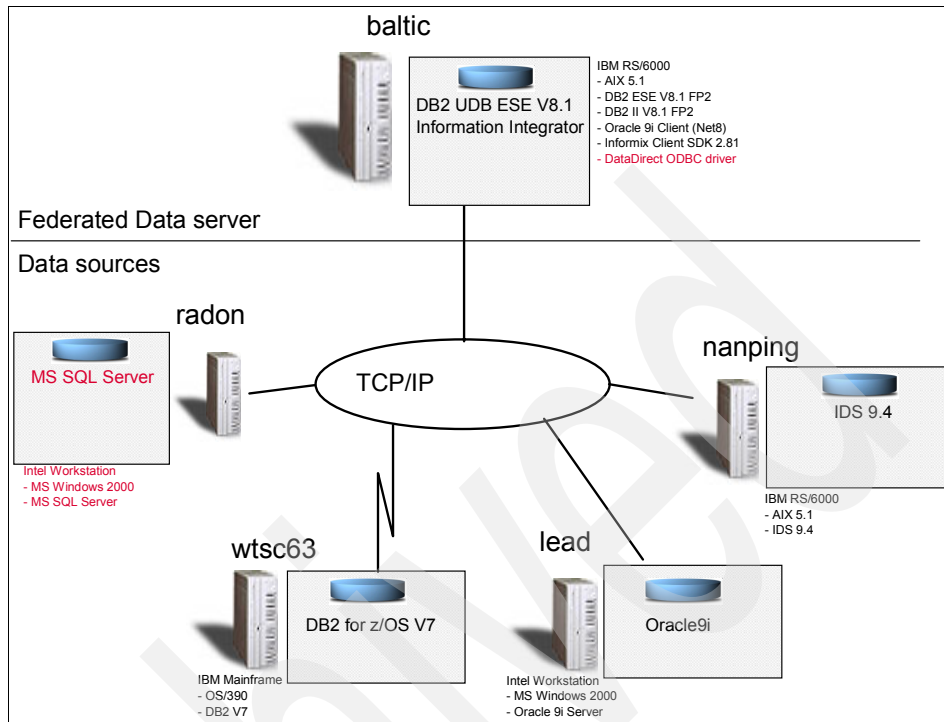 baltic
DB2 UDB ESE V8.1
Information Integrator
IBM RS/6000
- AIX 5.1
- DB2 ESE V8.1 FP2
- DB2 II V8.1 FP2
- Oracle 9i Client (Net8)
- Informix Client SDK 2.81
- DataDirect ODBC driver
Federated Data server
Data sources
radon
MS SQL Server
Intel Workstation
- MS Windows 2000
- MS SQL Server
TCP/IP
nanping
IDS 9.4
IBM RS/6000
- AIX 5.1
- IDS 9.4
wtsc63
DB2 for z/OS V7
IBM Mainframe
- OS/390
- DB2 V7
lead
Oracle9i
Intel Workstation
- MS Windows 2000
- Oracle 9i Server